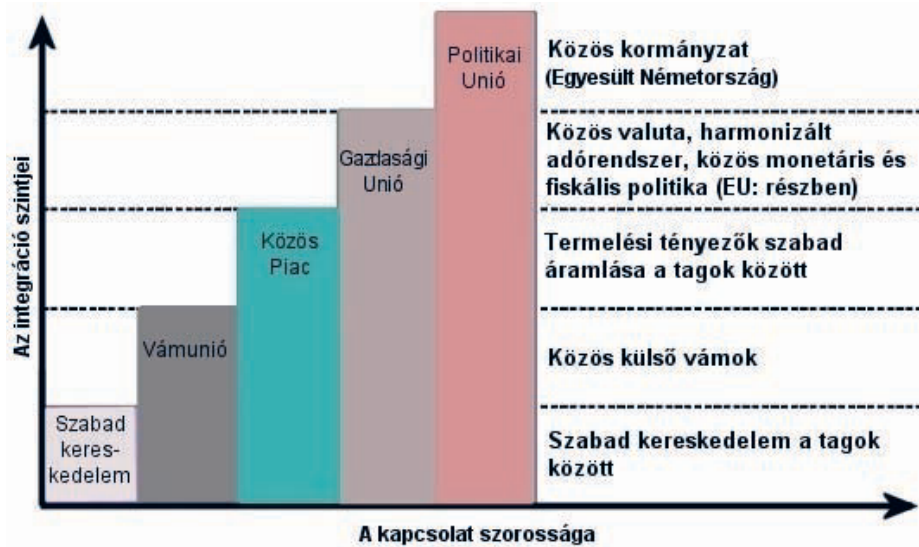 Az integráció szintjei
Szabad
keres-
kedelem
Vámunió
Közös
Piac
Gazdasági
Unió
Politikai
Unió
Közös kormányzat
(Egyesült Németország)
Közös valuta, harmonizált
adórendszer, közös monetáris és
fiskális politika (EU: részben)
Termelési tényezők szabad
áramlása a tagok között
Közös külső vámok
Szabad kereskedelem a tagok
között
A kapcsolat szorossága